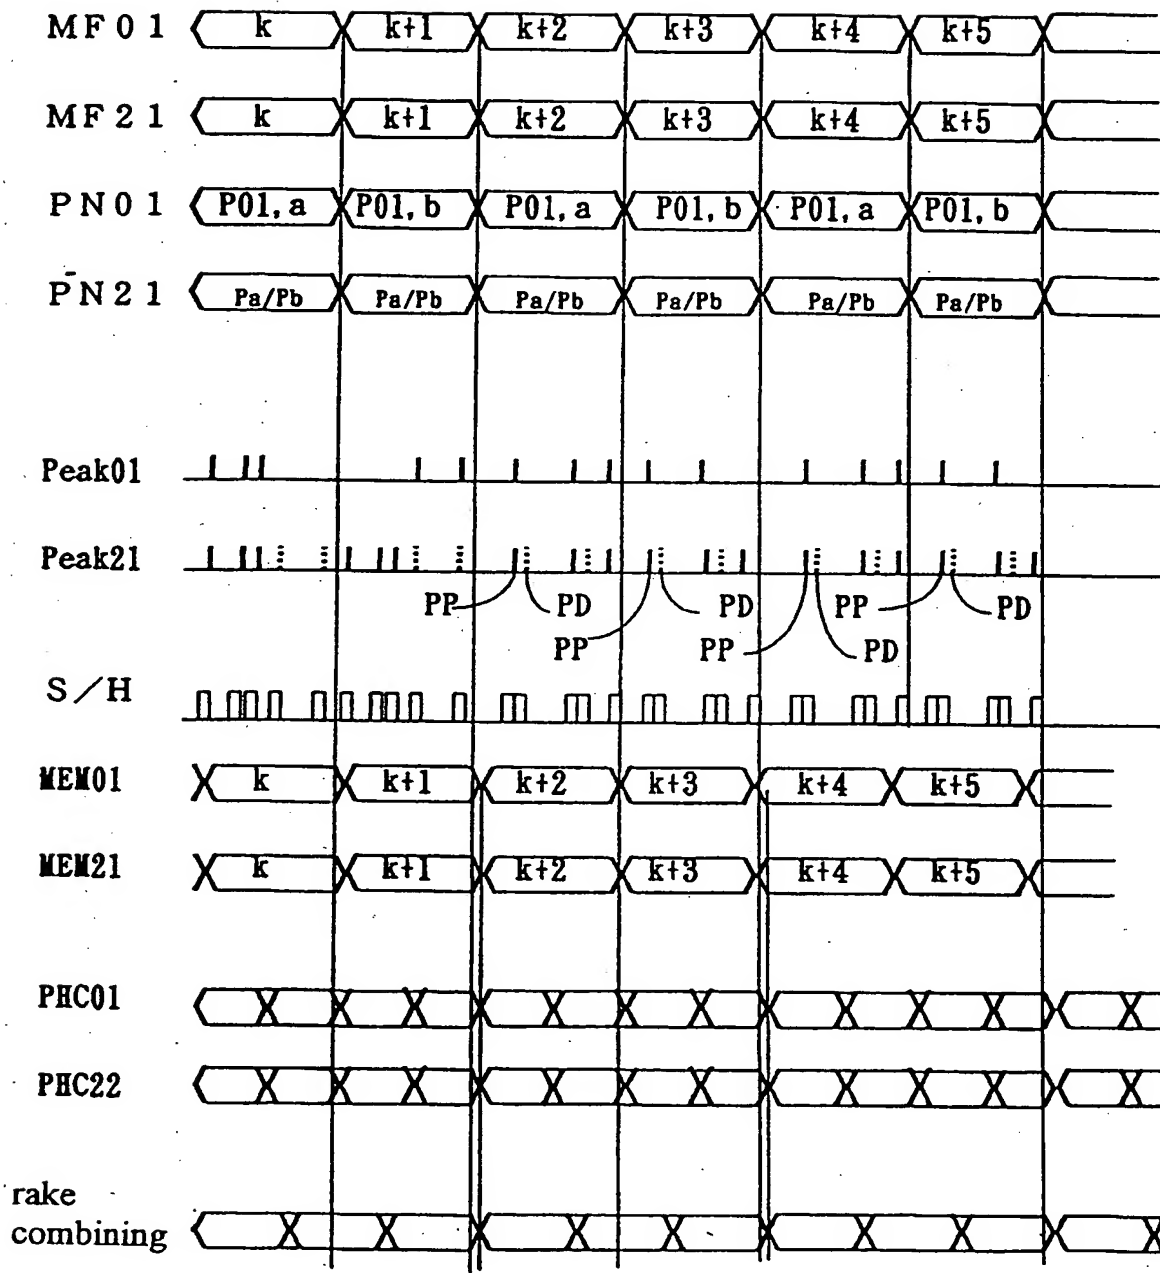 MF01 k k+1 k+2 k+3 k+4 k+5
MF21 k k+1 k+2 k+3 k+4 k+5
PN01 P01, a P01, b P01, a P01, b P01, a P01, b
PN21 Pa/Pb Pa/Pb Pa/Pb Pa/Pb Pa/Pb Pa/Pb
Peak01
Peak21
PP PD PD PP PD
PP PP PD
S/H
MEM01 k k+1 k+2 k+3 k+4 k+5
MEM21 k k+1 k+2 k+3 k+4 k+5
PHC01
PHC22
rake
combining